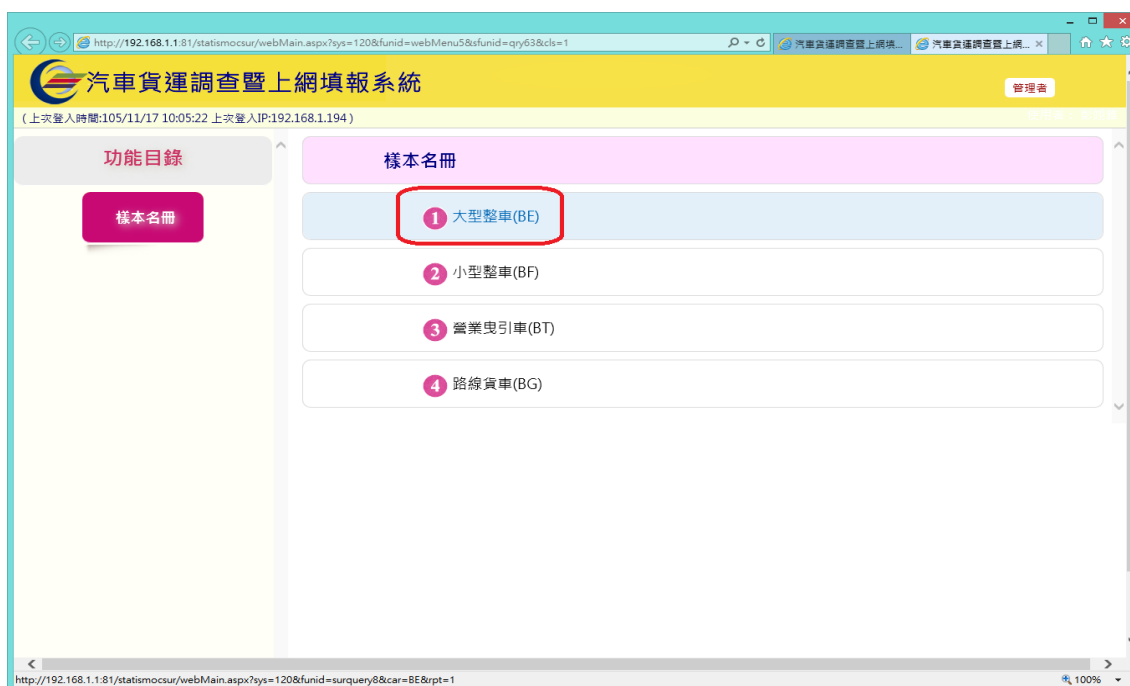 http://192.168.1.1:81/statismocsur/webMain.aspx?sys=120&funid=webMenu5&sfunid=qry63&cls=1
汽車貨運調查暨上網填...
汽車貨運調查暨上網...
汽車貨運調查暨上網填報系統
管理者
(上次登入時間:105/11/17 10:05:22 上次登入IP:192.168.1.194)
功能目錄
樣本名冊
樣本名冊
1 大型整車(BE)
2 小型整車(BF)
3 營業曳引車(BT)
4 路線貨車(BG)
http://192.168.1.1:81/statismocsur/webMain.aspx?sys=120&funid=surquery8&car=BE&rpt=1
100%